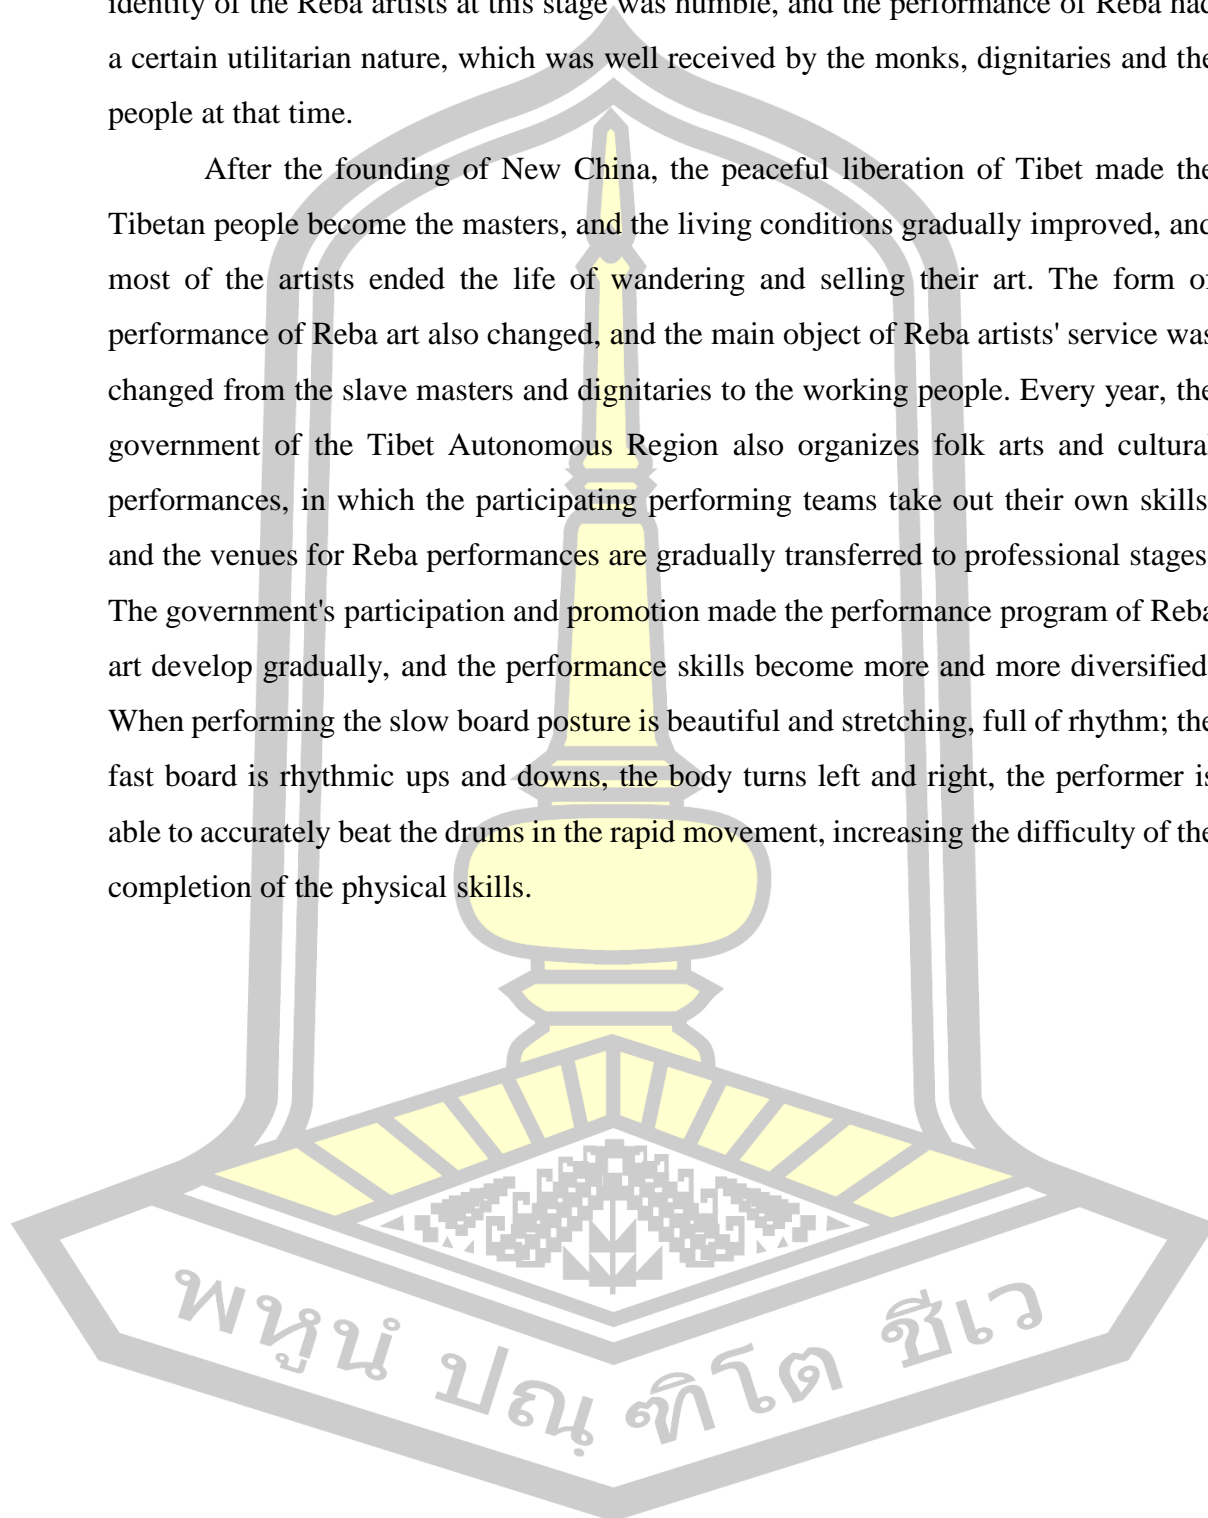 identity of the Reba artists at this stage was humble, and the performance of Reba had
a certain utilitarian nature, which was well received by the monks, dignitaries and the
people at that time.
After the founding of New China, the peaceful liberation of Tibet made the
Tibetan people become the masters, and the living conditions gradually improved, and
most of the artists ended the life of wandering and selling their art. The form of
performance of Reba art also changed, and the main object of Reba artists' service was
changed from the slave masters and dignitaries to the working people. Every year, the
government of the Tibet Autonomous Region also organizes folk arts and cultural
performances, in which the participating performing teams take out their own skills
and the venues for Reba performances are gradually transferred to professional stages
The government's participation and promotion made the performance program of Reba
art develop gradually, and the performance skills become more and more diversified
When performing the slow board posture is beautiful and stretching, full of rhythm; the
fast board is rhythmic ups and downs, the body turns left and right, the performer is
able to accurately beat the drums in the rapid movement, increasing the difficulty of the
completion of the physical skills.
พหูนํ ปณฺฑิโต ชีเว